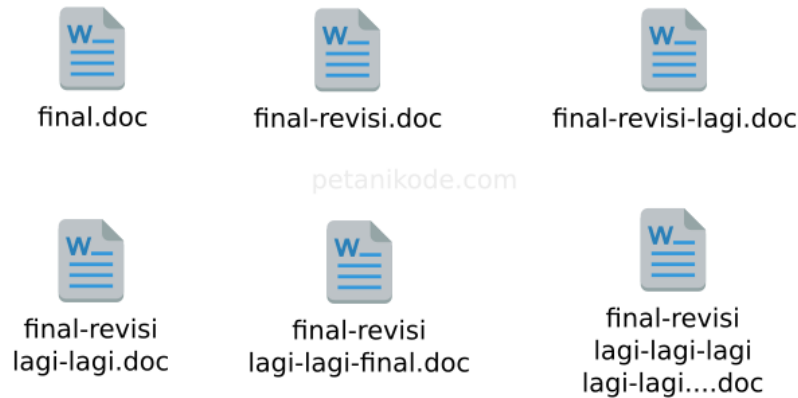 W
final.doc
W
final-revisi.doc
W
final-revisi-lagi.doc
petanikode.com
W
final-revisi
lagi-lagi.doc
W
final-revisi
lagi-lagi-final.doc
W
final-revisi
lagi-lagi-lagi
lagi-lagi....doc